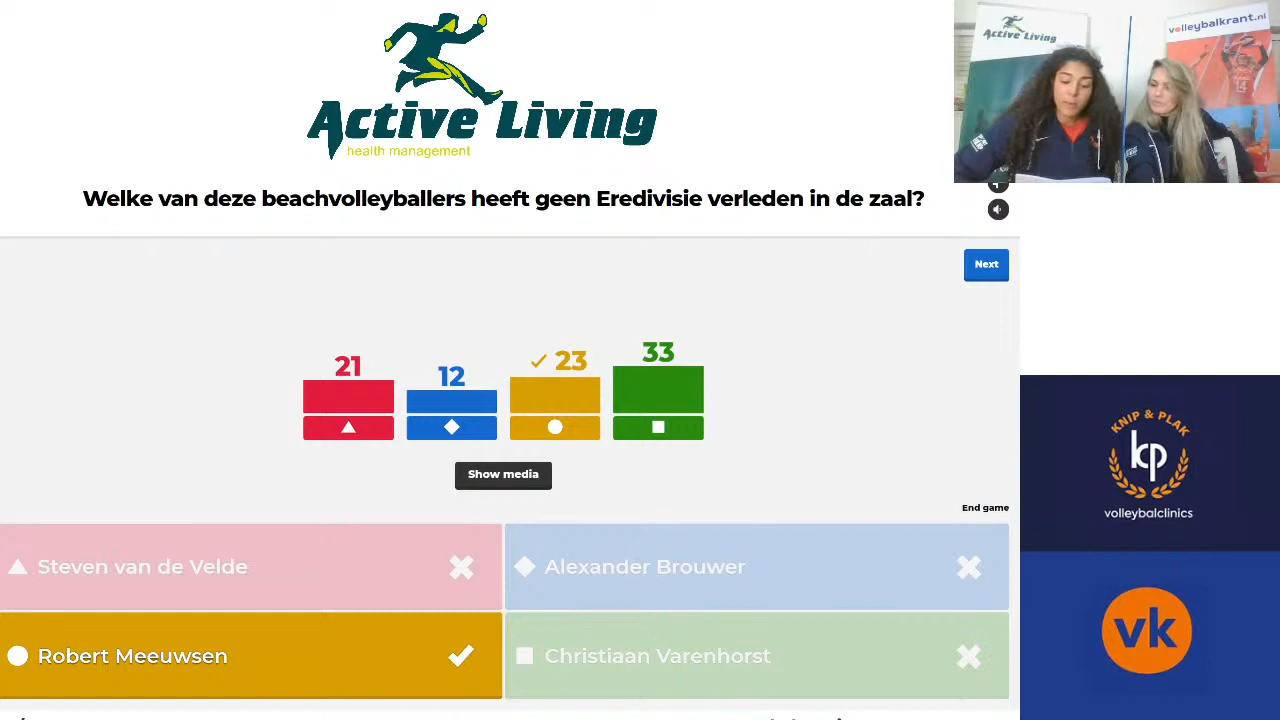 Active Living
health management
Active Living
volleybalkrant.nl
14
Welke van deze beachvolleyballers heeft geen Eredivisie verleden in de zaal?
Next
21
12
23
33
Show media
End game
Steven van de Velde
Alexander Brouwer
Robert Meeuwsen
Christiaan Varenhorst
KNIP & PLAK
kp
volleybalclinics
vk